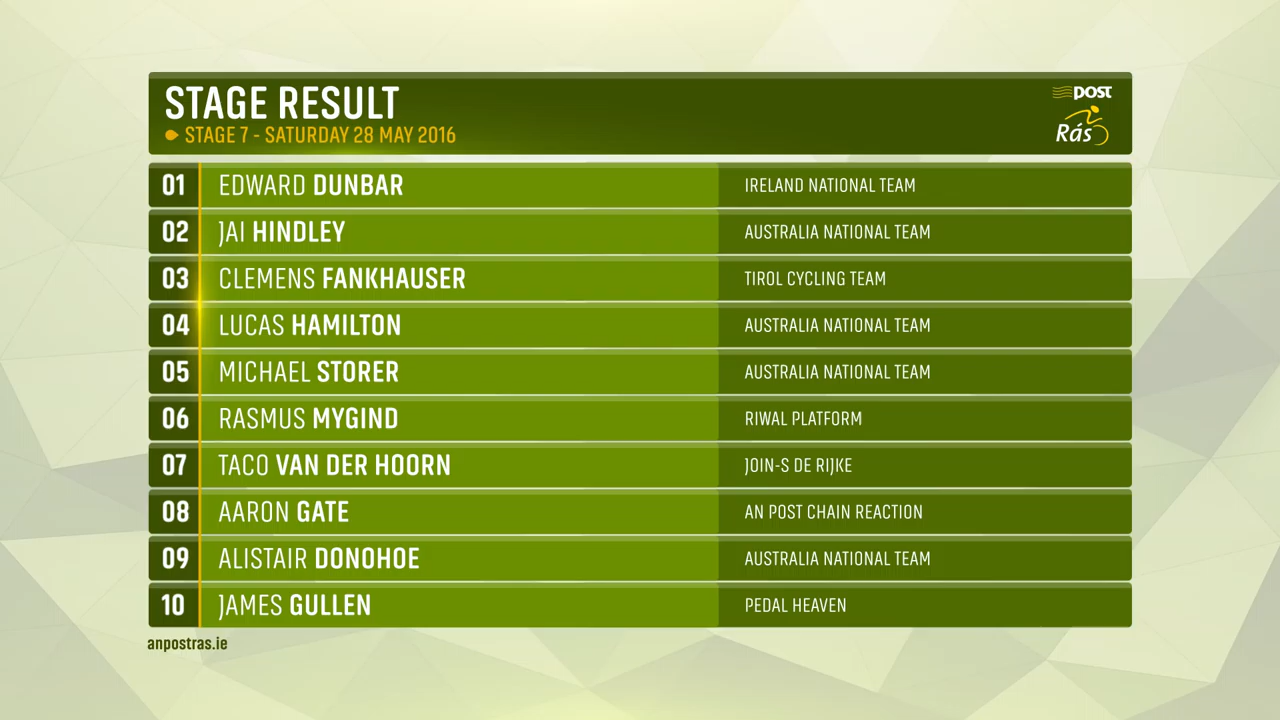 STAGE RESULT
STAGE 7 - SATURDAY 28 MAY 2016
post
Rás
01 EDWARD DUNBAR IRELAND NATIONAL TEAM
02 JAI HINDLEY AUSTRALIA NATIONAL TEAM
03 CLEMENS FANKHAUSER TIROL CYCLING TEAM
04 LUCAS HAMILTON AUSTRALIA NATIONAL TEAM
05 MICHAEL STORER AUSTRALIA NATIONAL TEAM
06 RASMUS MYGIND RIWAL PLATFORM
07 TACO VAN DER HOORN JOIN-S DE RIJKE
08 AARON GATE AN POST CHAIN REACTION
09 ALISTAIR DONOHOE AUSTRALIA NATIONAL TEAM
10 JAMES GULLEN PEDAL HEAVEN
anpostras.ie